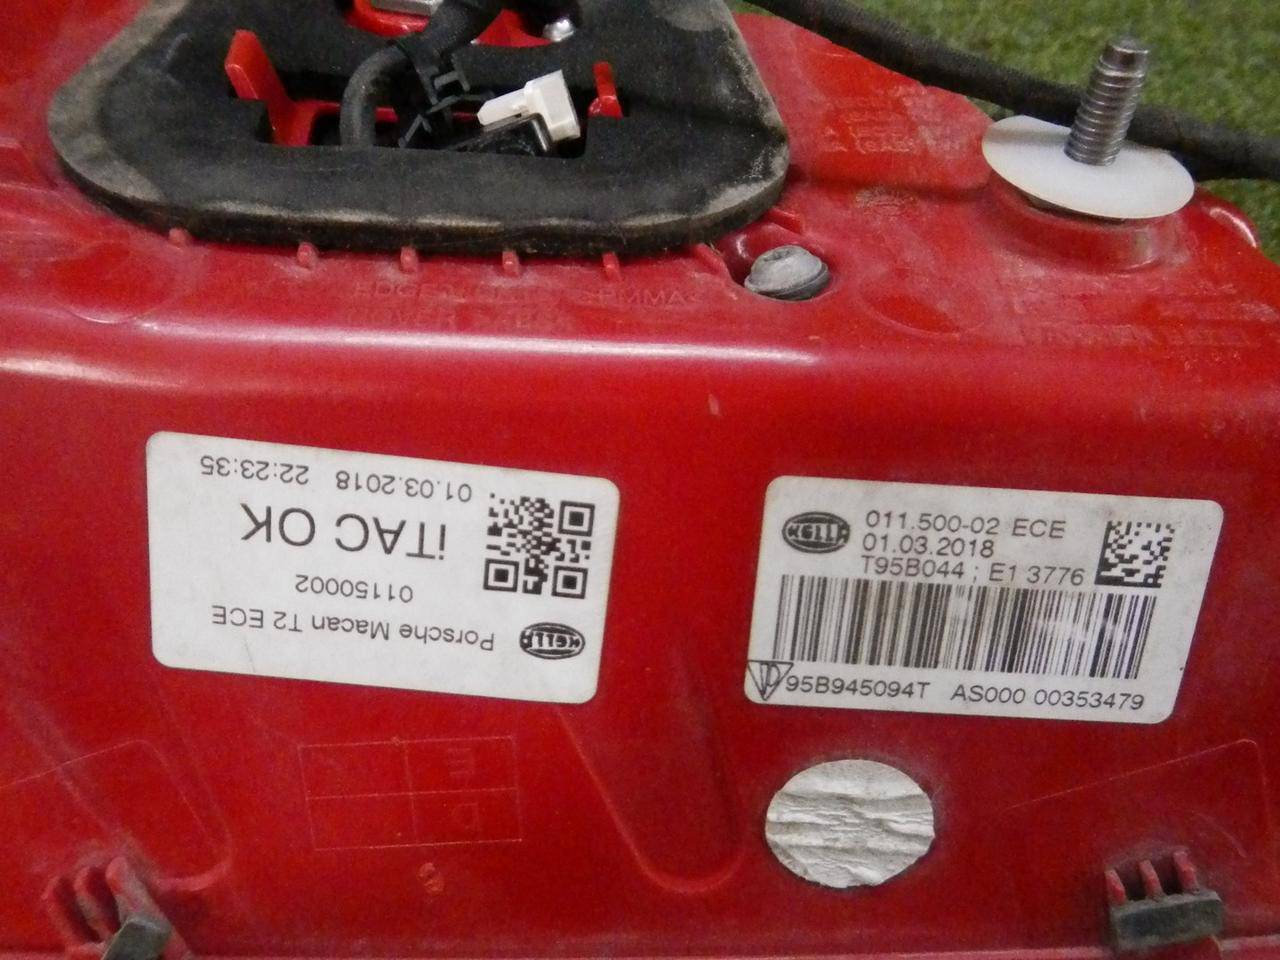 >PMMA<
01.03.2018 22:23:35
iTAC OK
01150002
HELLA
Porsche Macan T2 ECE
HELLA
011.500-02 ECE
01.03.2018
T95B044 ; E1 3776
95B945094T AS000 00353479